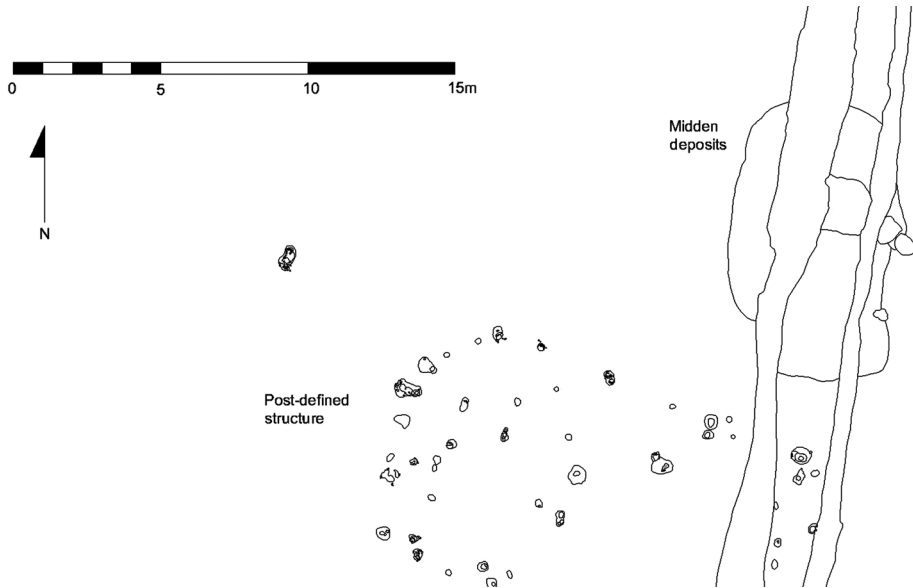 0 5 10 15m
Midden
deposits
N
Post-defined
structure